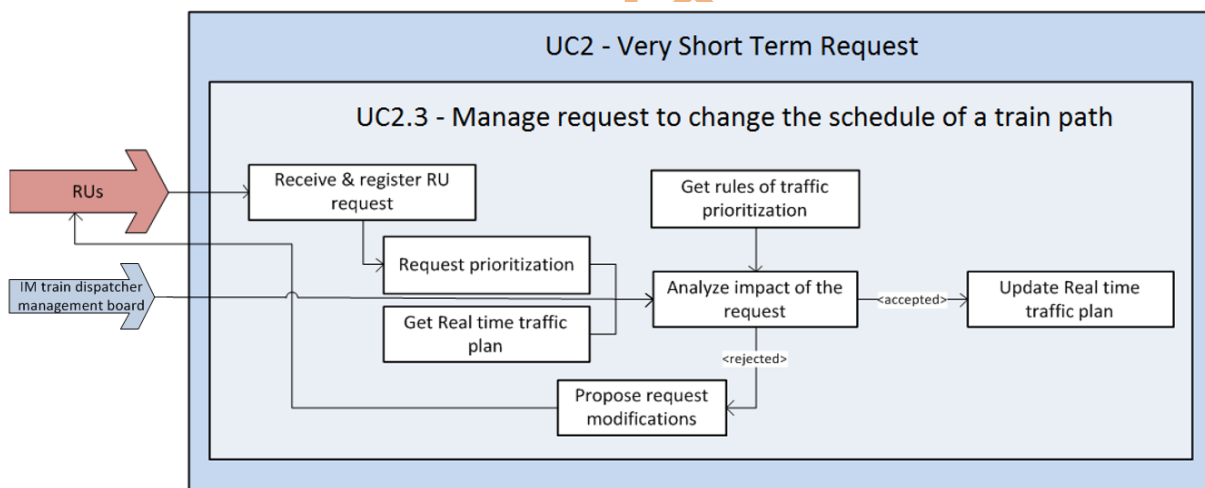 UC2 - Very Short Term Request
UC2.3 - Manage request to change the schedule of a train path
RUs
Receive & register RU
request
Get rules of traffic
prioritization
Request prioritization
IM train dispatcher
management board
Analyze impact of the
request
<accepted>
Update Real time
traffic plan
Get Real time traffic
plan
<rejected>
Propose request
modifications